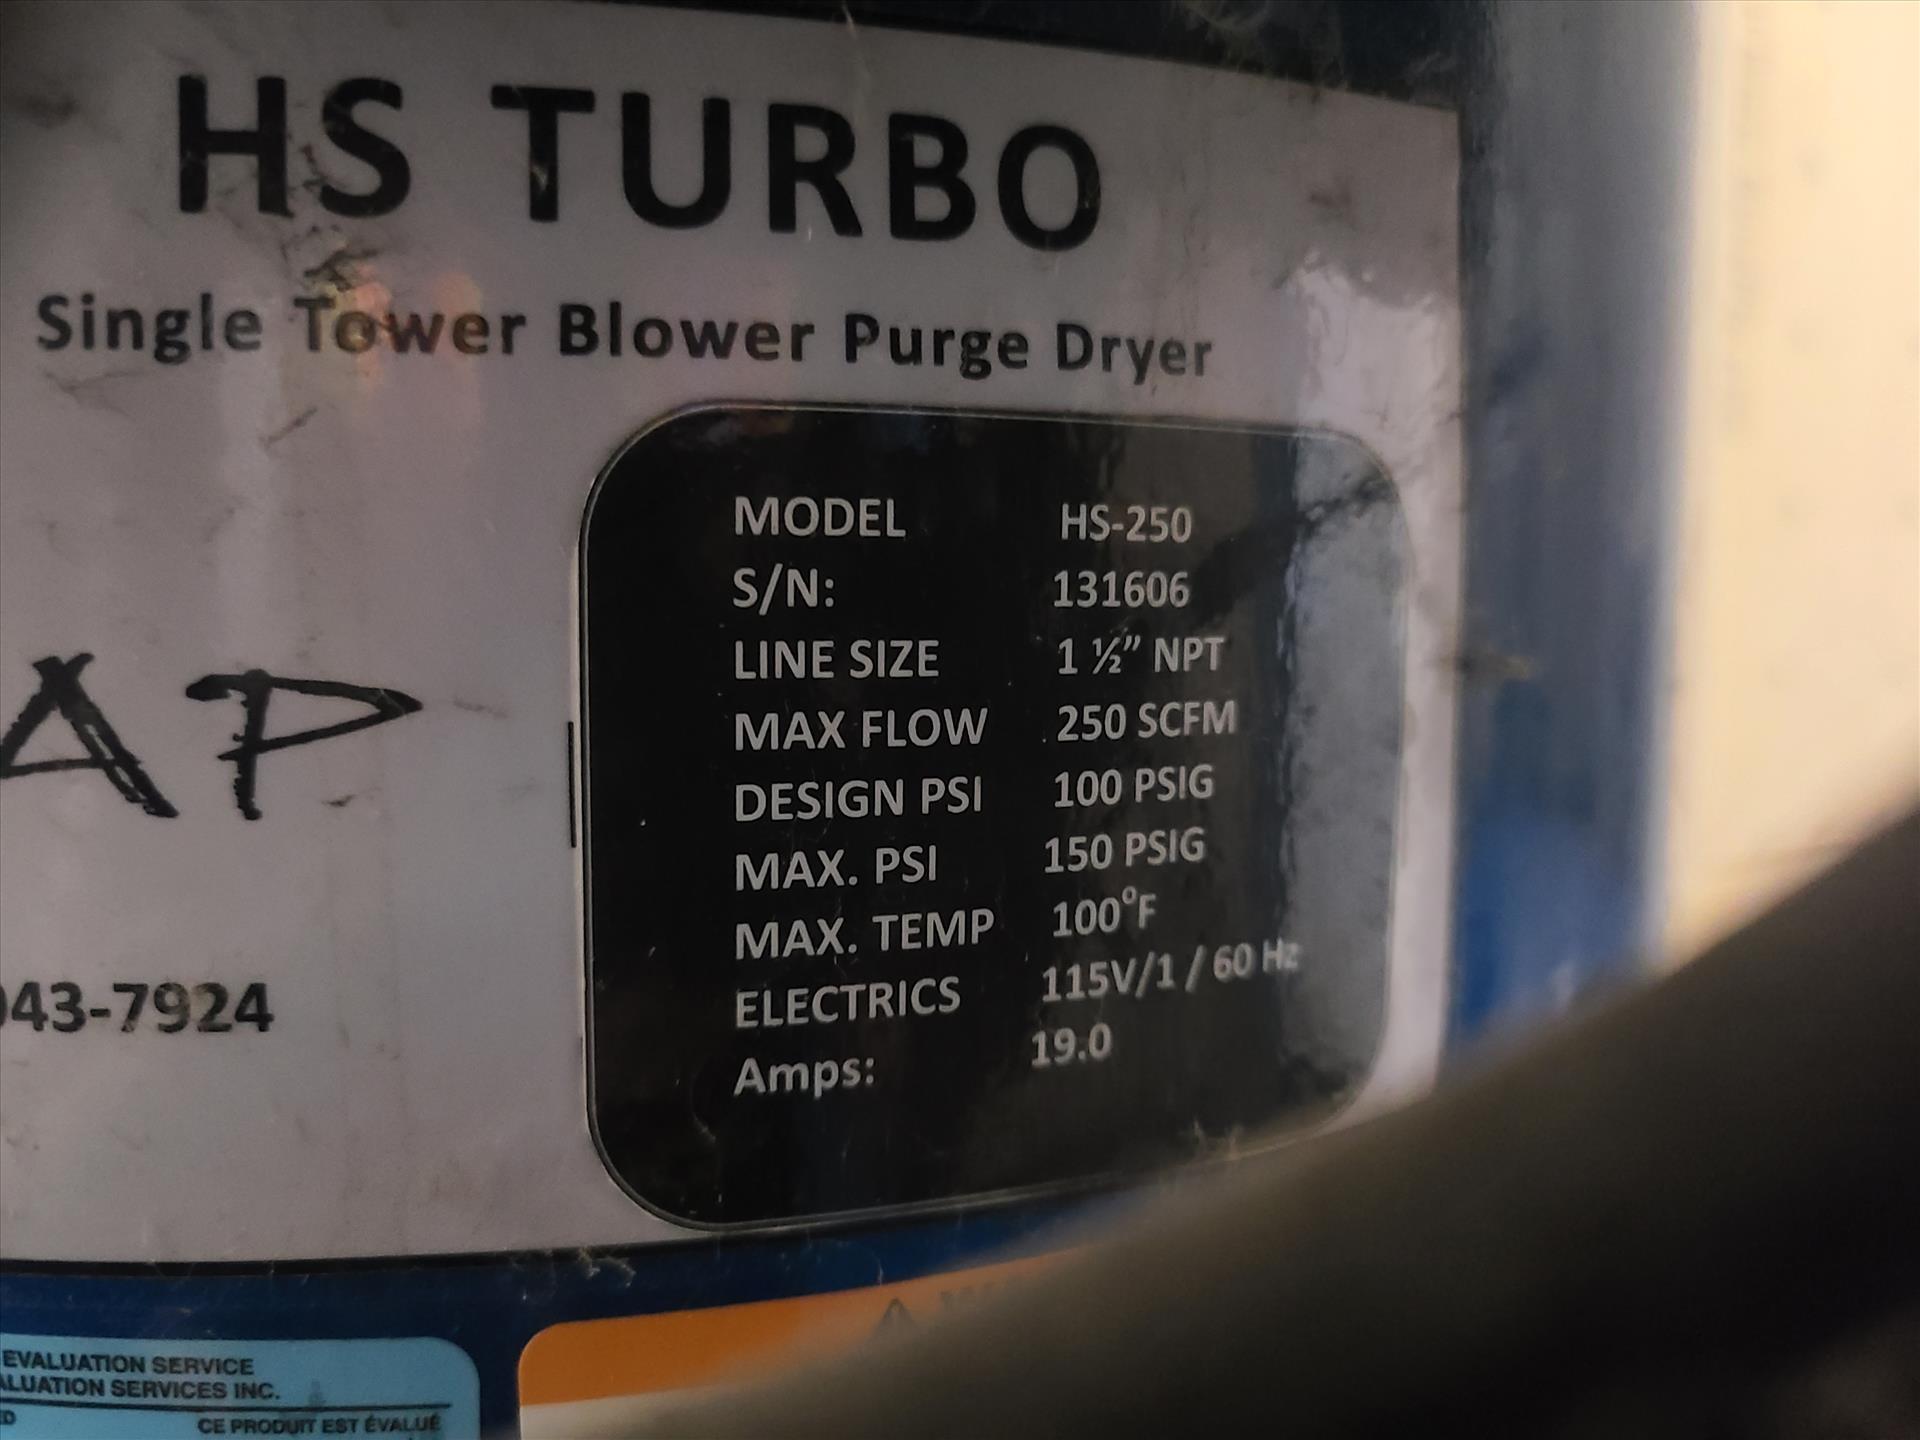 HS TURBO
Single Tower Blower Purge Dryer
MODEL HS-250
S/N: 131606
LINE SIZE 1 ½” NPT
MAX FLOW 250 SCFM
DESIGN PSI 100 PSIG
MAX. PSI 150 PSIG
MAX. TEMP 100°F
ELECTRICS 115V/1 / 60 Hz
Amps: 19.0
AP
043-7924
EVALUATION SERVICE
SERVICES INC.
CE PRODUIT EST ÉVALUÉ